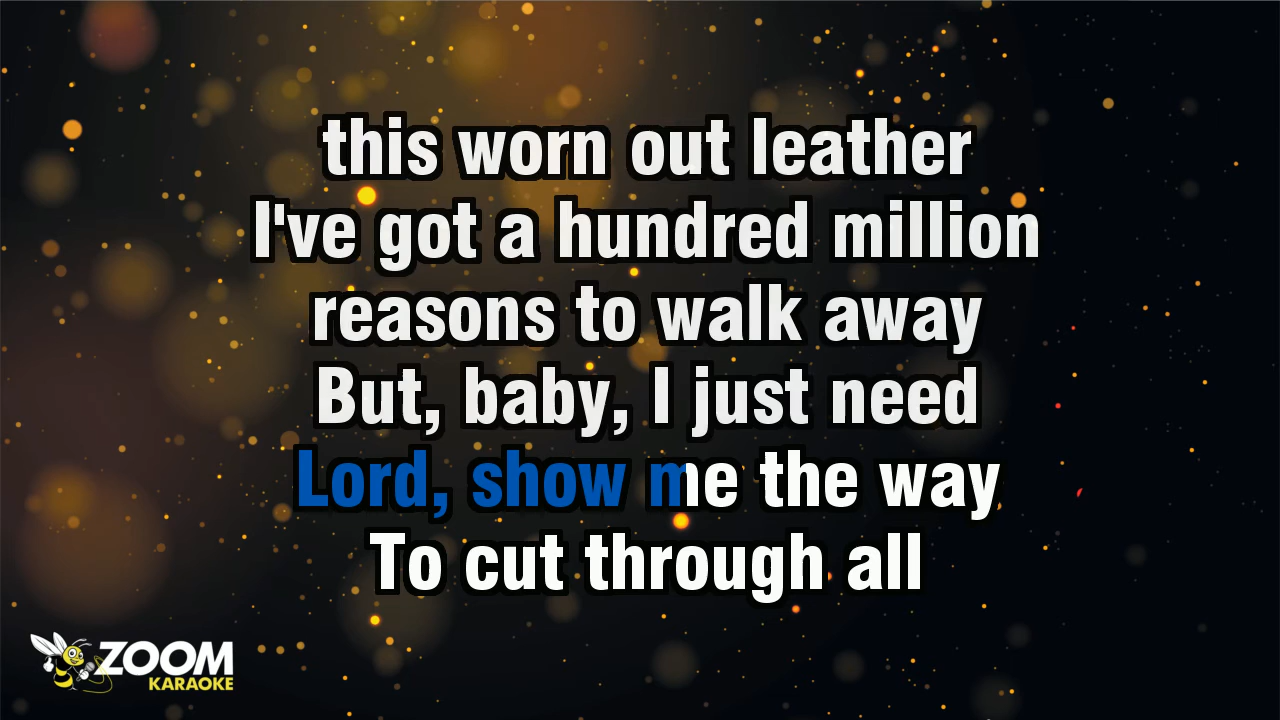 this worn out leather
I've got a hundred million
reasons to walk away
But, baby, I just need
Lord, show me the way
To cut through all
ZOOM
KARAOKE